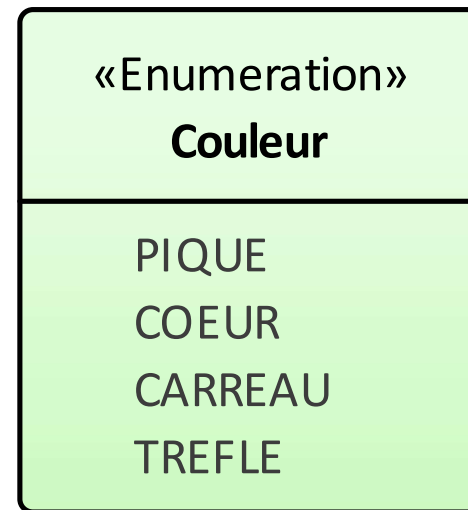 «Enumeration»
Couleur
PIQUE
COEUR
CARREAU
TREFLE